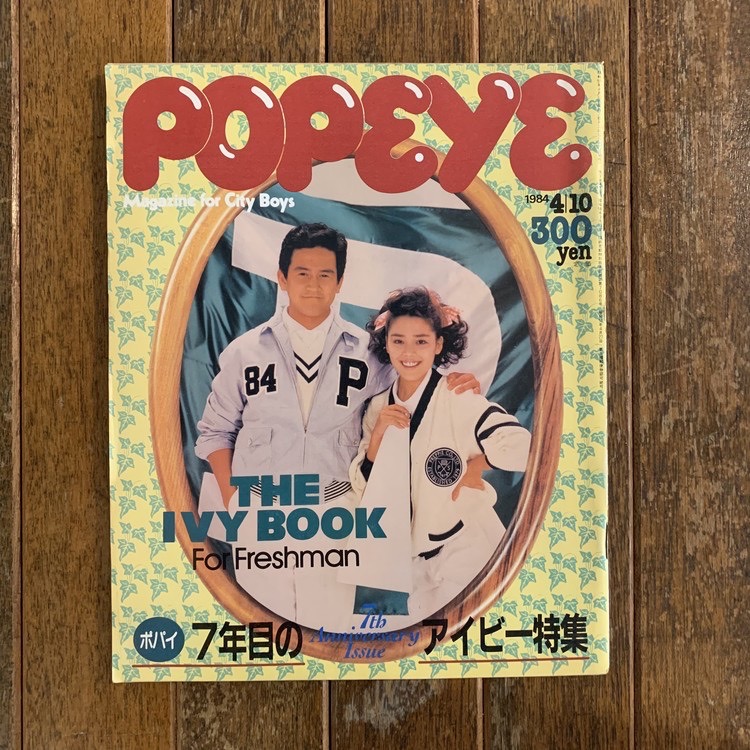 POPEYE
Magazine for City Boys
1984 4|10
300
yen
84 P
THE
IVY BOOK
For Freshman
ポパイ 7年目の アイビー特集
7th
Anniversary
Issue